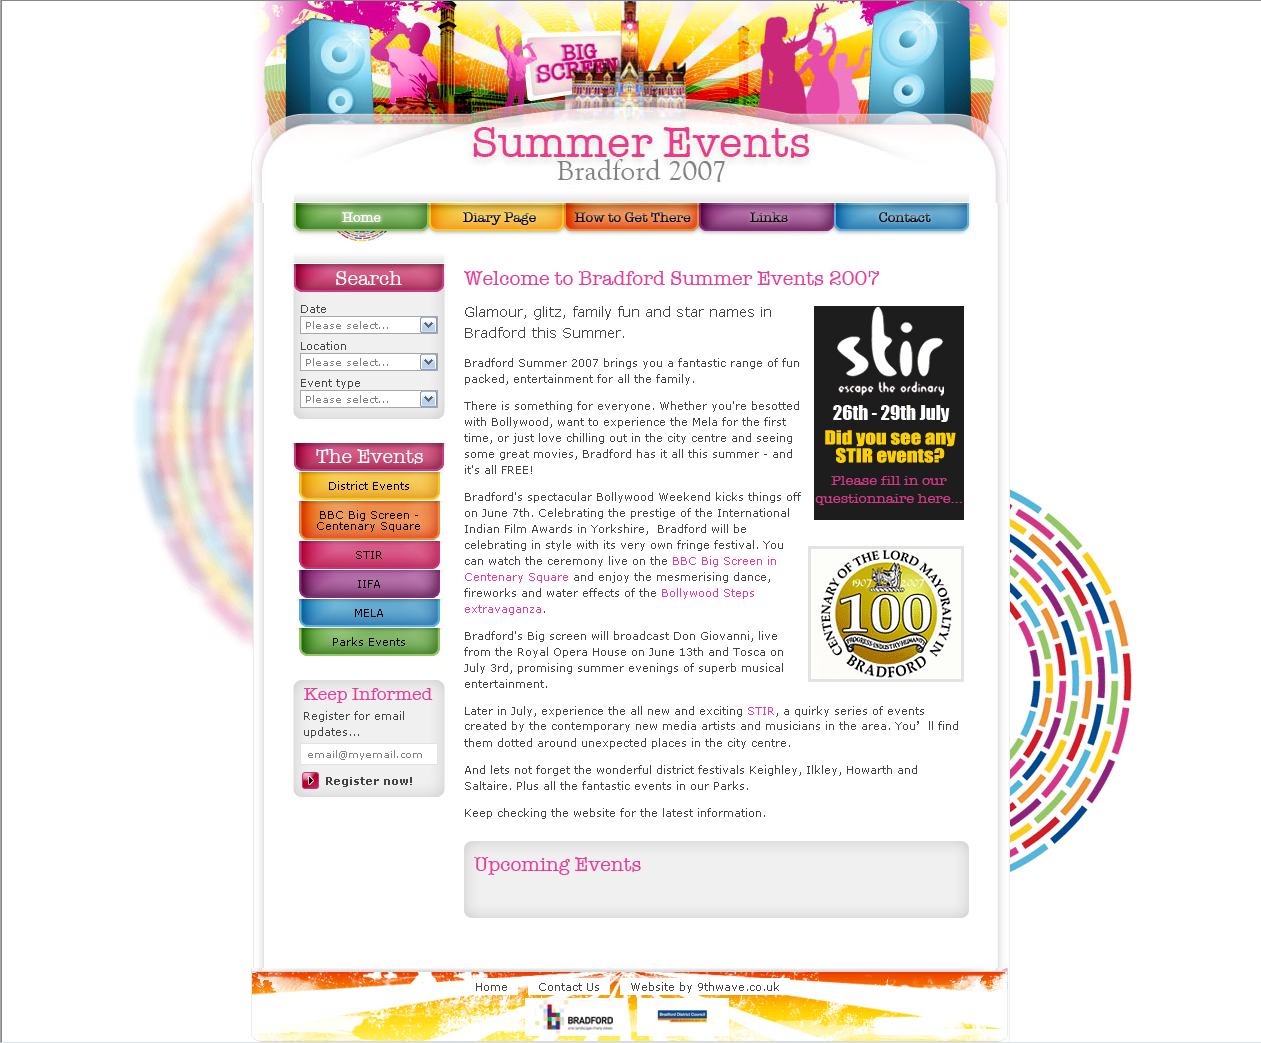 BIG
SCREEN
Summer Events
Bradford 2007
Home
Diary Page
How to Get There
Links
Contact
Search
Date
Please select...
Location
Please select...
Event type
Please select...
The Events
District Events
BBC Big Screen -
Centenary Square
STIR
IIFA
MELA
Parks Events
Keep Informed
Register for email
updates...
email@myemail.com
Register now!
Welcome to Bradford Summer Events 2007
Glamour, glitz, family fun and star names in
Bradford this Summer.
Bradford Summer 2007 brings you a fantastic range of fun
packed, entertainment for all the family.
There is something for everyone. Whether you're besotted
with Bollywood, want to experience the Mela for the first
time, or just love chilling out in the city centre and seeing
some great movies, Bradford has it all this summer - and
it's all FREE!
Bradford's spectacular Bollywood Weekend kicks things off
on June 7th. Celebrating the prestige of the International
Indian Film Awards in Yorkshire,  Bradford will be
celebrating in style with its very own fringe festival. You
can watch the ceremony live on the BBC Big Screen in
Centenary Square and enjoy the mesmerising dance,
fireworks and water effects of the Bollywood Steps
extravaganza.
Bradford's Big screen will broadcast Don Giovanni, live
from the Royal Opera House on June 13th and Tosca on
July 3rd, promising summer evenings of superb musical
entertainment.
Later in July, experience the all new and exciting STIR, a quirky series of events
created by the contemporary new media artists and musicians in the area. You’ll find
them dotted around unexpected places in the city centre.
And lets not forget the wonderful district festivals Keighley, Ilkley, Howarth and
Saltaire. Plus all the fantastic events in our Parks.
Keep checking the website for the latest information.
stir
escape the ordinary
26th - 29th July
Did you see any
STIR events?
Please fill in our
questionnaire here...
CENTENARY OF THE LORD MAYORALTY IN
BRADFORD
1907 2007
100
PROGRESS·INDUSTRY·HUMANITY
Upcoming Events
Home
Contact Us
Website by 9thwave.co.uk
BRADFORD
Bradford District Council